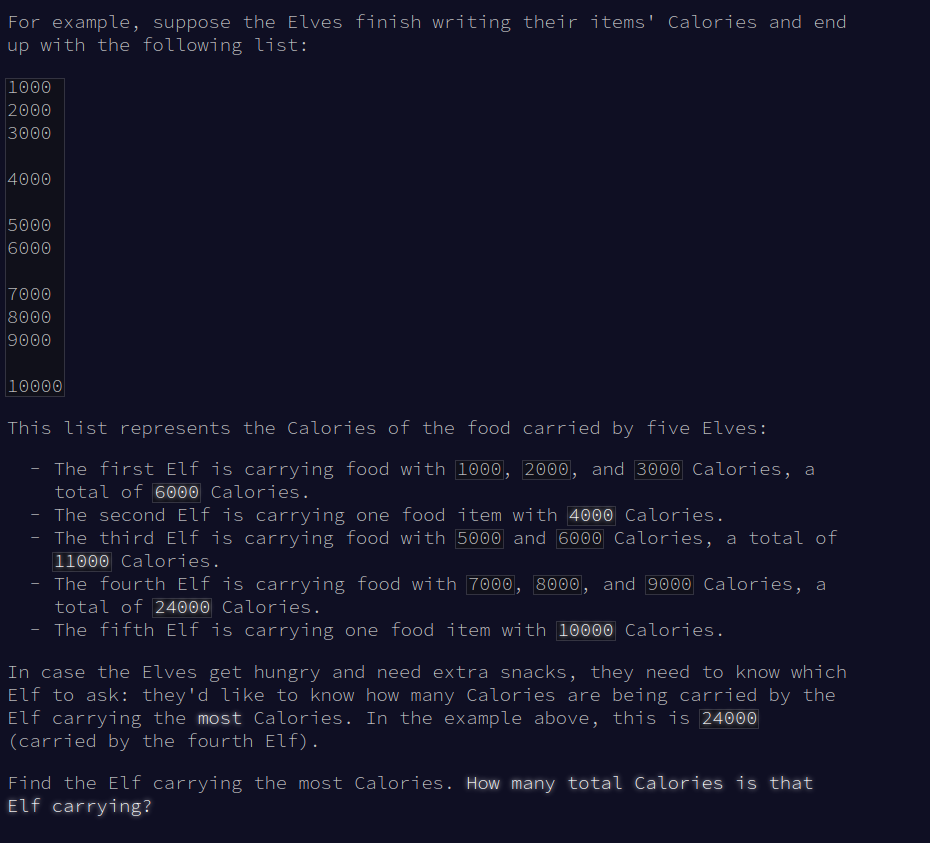 For example, suppose the Elves finish writing their items' Calories and end
up with the following list:
1000
2000
3000
4000
5000
6000
7000
8000
9000
10000
This list represents the Calories of the food carried by five Elves:
- The first Elf is carrying food with 1000, 2000, and 3000 Calories, a
total of 6000 Calories.
- The second Elf is carrying one food item with 4000 Calories.
- The third Elf is carrying food with 5000 and 6000 Calories, a total of
11000 Calories.
- The fourth Elf is carrying food with 7000, 8000, and 9000 Calories, a
total of 24000 Calories.
- The fifth Elf is carrying one food item with 10000 Calories.
In case the Elves get hungry and need extra snacks, they need to know which
Elf to ask: they'd like to know how many Calories are being carried by the
Elf carrying the most Calories. In the example above, this is 24000
(carried by the fourth Elf).
Find the Elf carrying the most Calories. How many total Calories is that
Elf carrying?